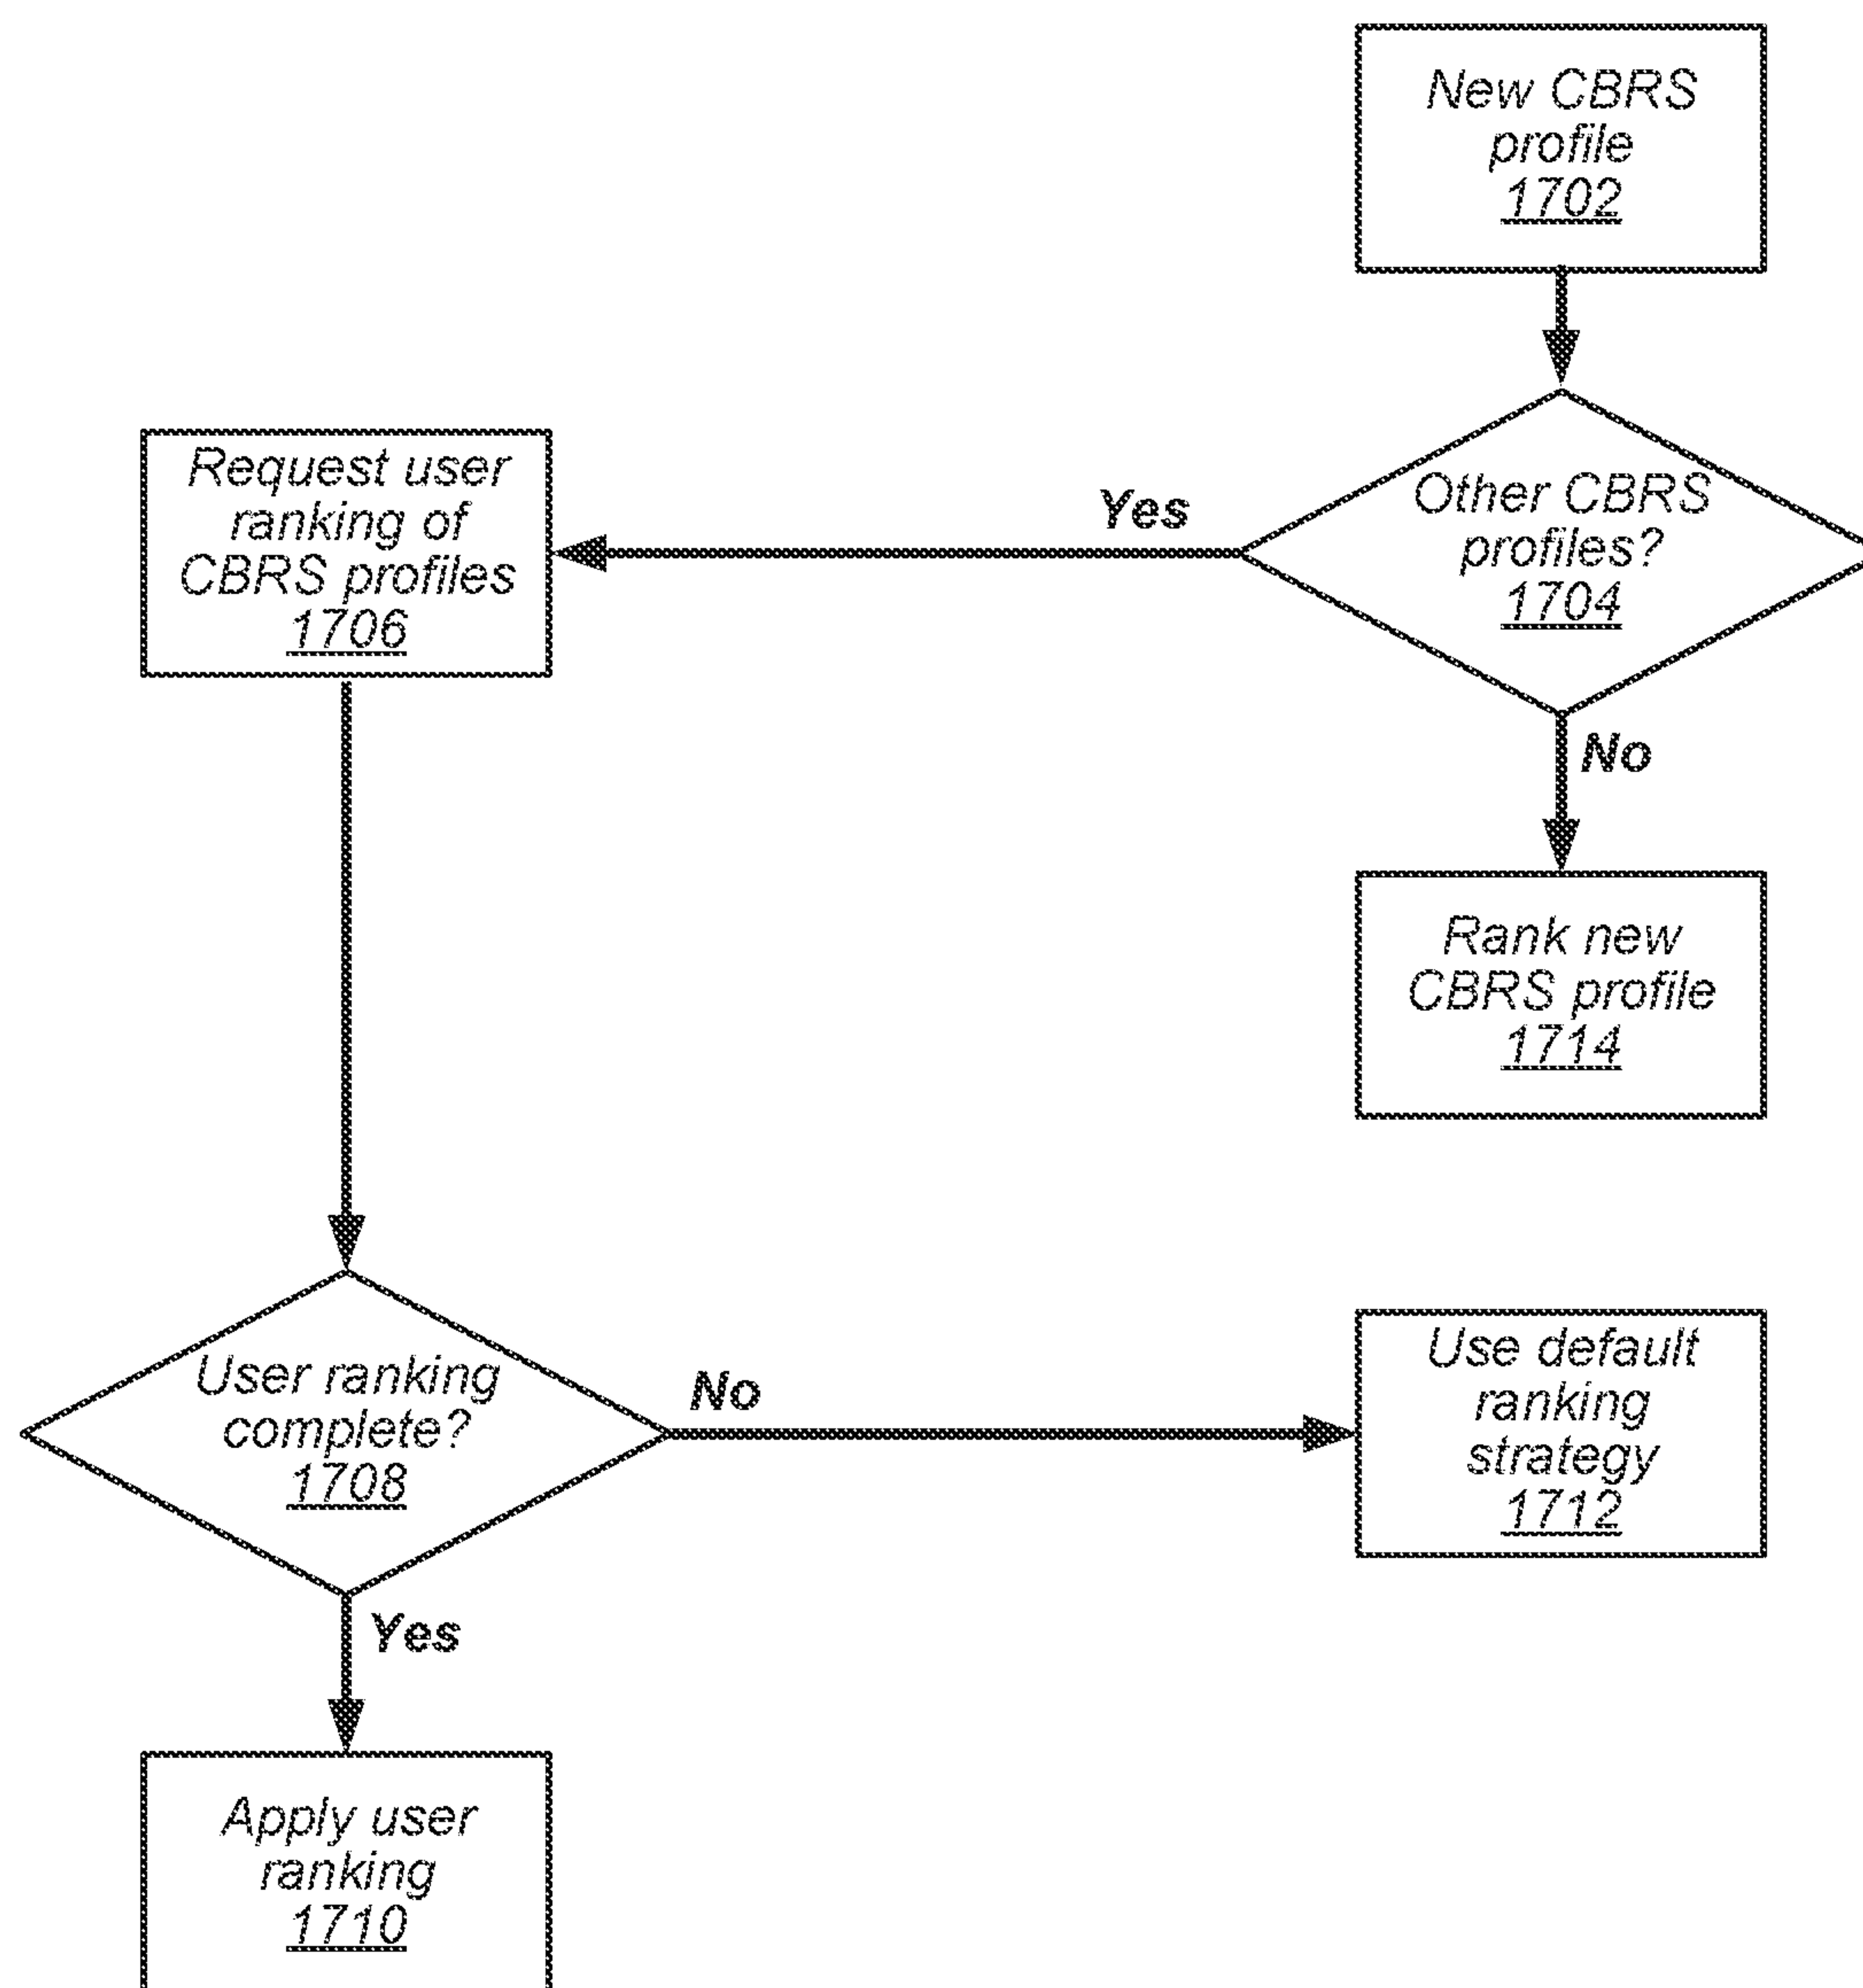 New CBRS
profile
1702
Other CBRS
profiles?
1704
Yes
No
Request user
ranking of
CBRS profiles
1706
Rank new
CBRS profile
1714
User ranking
complete?
1708
No
Yes
Use default
ranking
strategy
1712
Apply user
ranking
1710